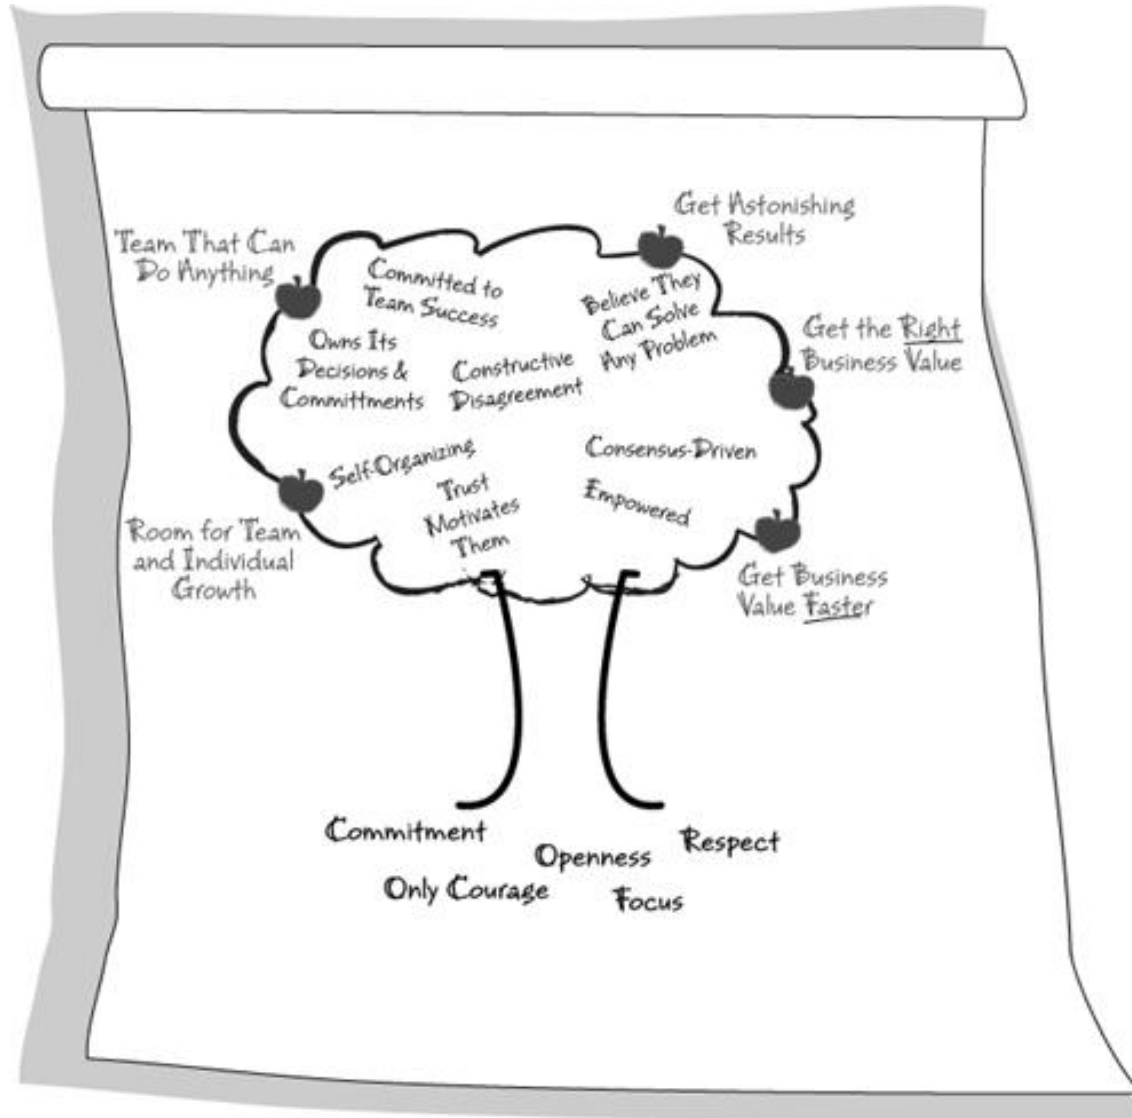 Get Astonishing
Results
Team That Can
Do Anything
Committed to
Team Success
Believe They
Can Solve
Any Problem
Get the Right
Business Value
Owns Its
Decisions &
Committments
Constructive
Disagreement
Self-Organizing
Trust
Motivates
Them
Consensus-Driven
Empowered
Room for Team
and Individual
Growth
Get Business
Value Faster
Commitment
Openness
Respect
Only Courage
Focus